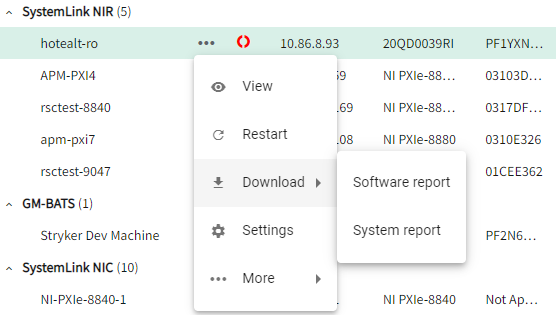 SystemLink NIR (5)
hotealt-ro ••• 10.86.8.93 20QD0039RI PF1YXN...
APM-PXI4 69 NI PXIe-88... 03103D...
rsctest-8840 .69 NI PXIe-88... 0317DF...
apm-pxi7 .08 NI PXIe-8880 0310E326
rsctest-9047 01CEE362
GM-BATS (1)
Stryker Dev Machine PF2N6...
SystemLink NIC (10)
NI-PXIe-8840-1 NI PXIe-8840 Not Ap...
View
Restart
Download
Settings
More
Software report
System report